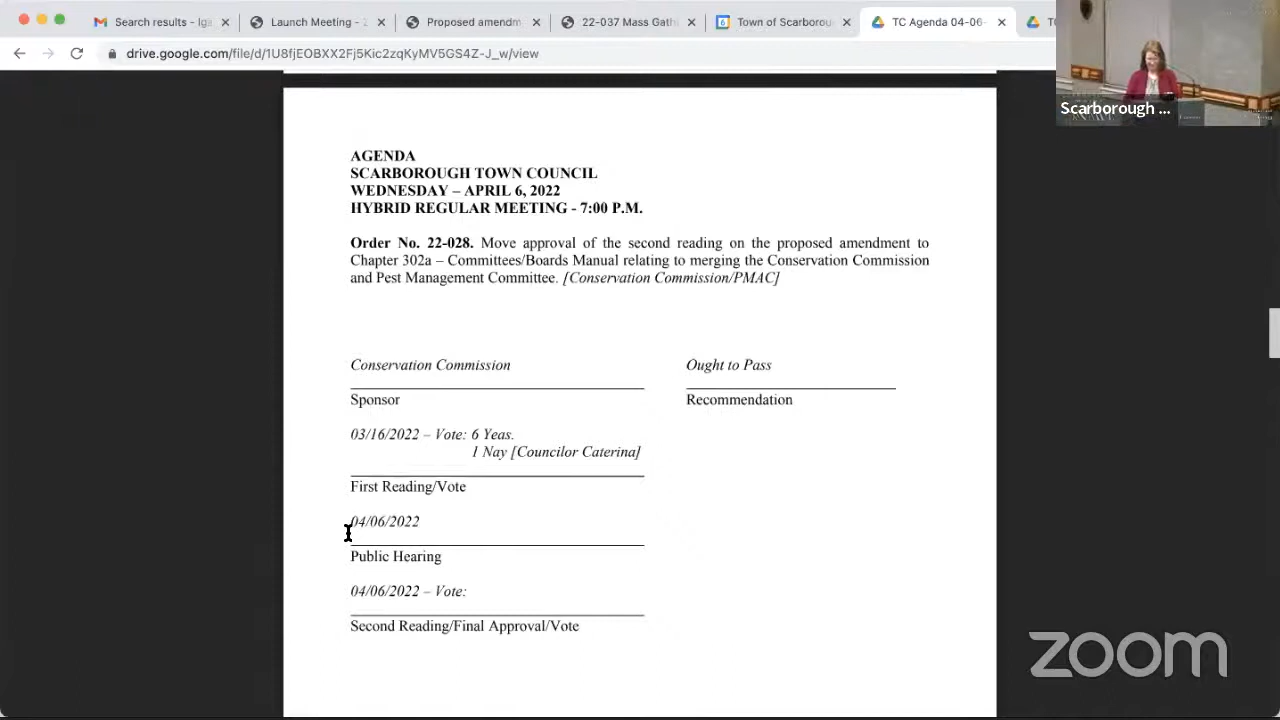 Search results - Iga
Launch Meeting - Z
Proposed amendm
22-037 Mass Gath
Town of Scarborou
TC Agenda 04-06-
drive.google.com/file/d/1U8fjEOBXX2Fj5Kic2zqKyMV5GS4Z-J_w/view
Scarborough ...
AGENDA
SCARBOROUGH TOWN COUNCIL
WEDNESDAY – APRIL 6, 2022
HYBRID REGULAR MEETING - 7:00 P.M.
Order No. 22-028. Move approval of the second reading on the proposed amendment to
Chapter 302a – Committees/Boards Manual relating to merging the Conservation Commission
and Pest Management Committee. [Conservation Commission/PMAC]
Conservation Commission
Ought to Pass
Sponsor
Recommendation
03/16/2022 – Vote: 6 Yeas.
1 Nay [Councilor Caterina]
First Reading/Vote
04/06/2022
Public Hearing
04/06/2022 – Vote:
Second Reading/Final Approval/Vote
zoom